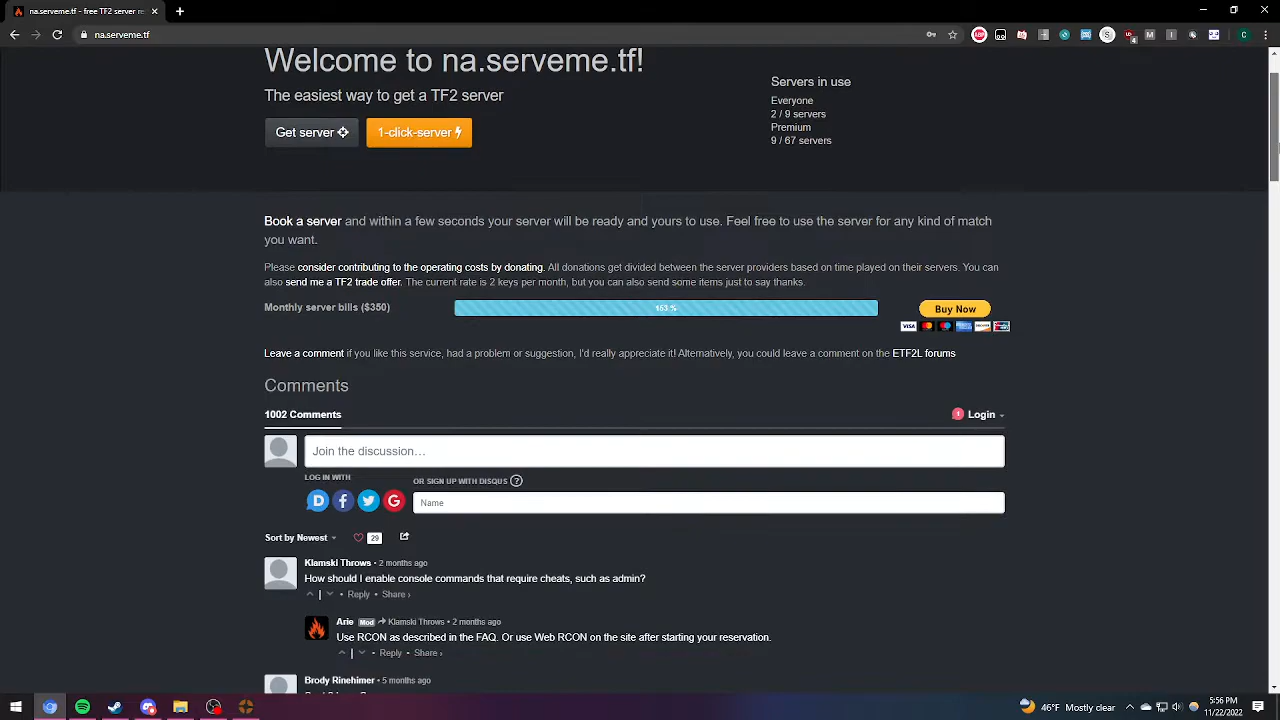 na.serveme.tf - free TF2 server res
na.serveme.tf
Welcome to na.serveme.tf!
The easiest way to get a TF2 server
Get server
1-click-server
Servers in use
Everyone
2 / 9 servers
Premium
9 / 67 servers
Book a server and within a few seconds your server will be ready and yours to use. Feel free to use the server for any kind of match
you want.
Please consider contributing to the operating costs by donating. All donations get divided between the server providers based on time played on their servers. You can
also send me a TF2 trade offer. The current rate is 2 keys per month, but you can also send some items just to say thanks.
Monthly server bills ($350)
153 %
Buy Now
VISA
Leave a comment if you like this service, had a problem or suggestion, I'd really appreciate it! Alternatively, you could leave a comment on the ETF2L forums
Comments
1002 Comments
1 Login
Join the discussion…
LOG IN WITH
OR SIGN UP WITH DISQUS ?
D f G
Name
Sort by Newest
29
Klamski Throws • 2 months ago
How should I enable console commands that require cheats, such as admin?
• Reply • Share ›
Arie Mod Klamski Throws • 2 months ago
Use RCON as described in the FAQ. Or use Web RCON on the site after starting your reservation.
• Reply • Share ›
Brody Rinehimer • 5 months ago
46°F Mostly clear
5:56 PM
11/22/2022